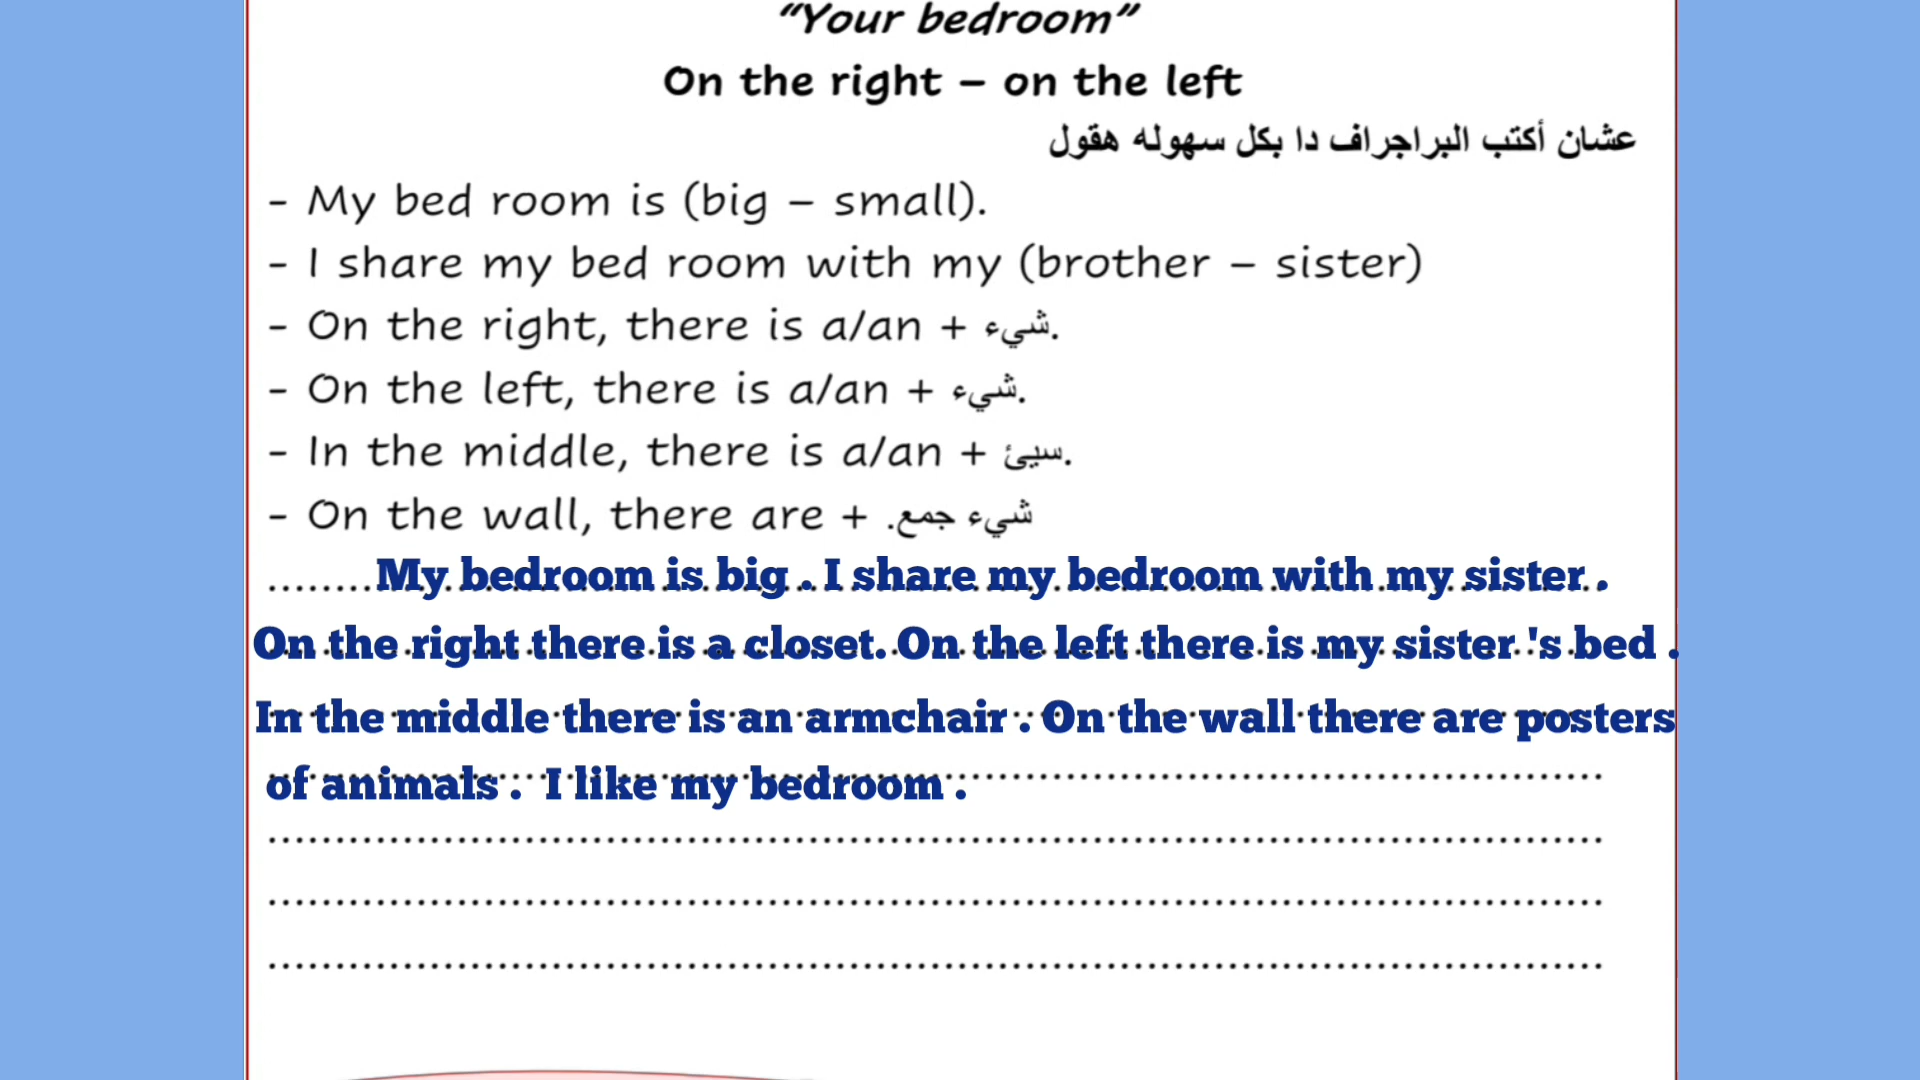 “Your bedroom”
On the right – on the left
عشان أكتب البراجراف دا بكل سهوله هقول
- My bed room is (big – small).
- I share my bed room with my (brother – sister)
- On the right, there is a/an + شيء.
- On the left, there is a/an + شيء.
- In the middle, there is a/an + سيئ.
- On the wall, there are + شيء جمع.
........My bedroom is big . I share my bedroom with my sister .
On the right there is a closet. On the left there is my sister 's bed .
In the middle there is an armchair . On the wall there are posters
of animals . I like my bedroom .